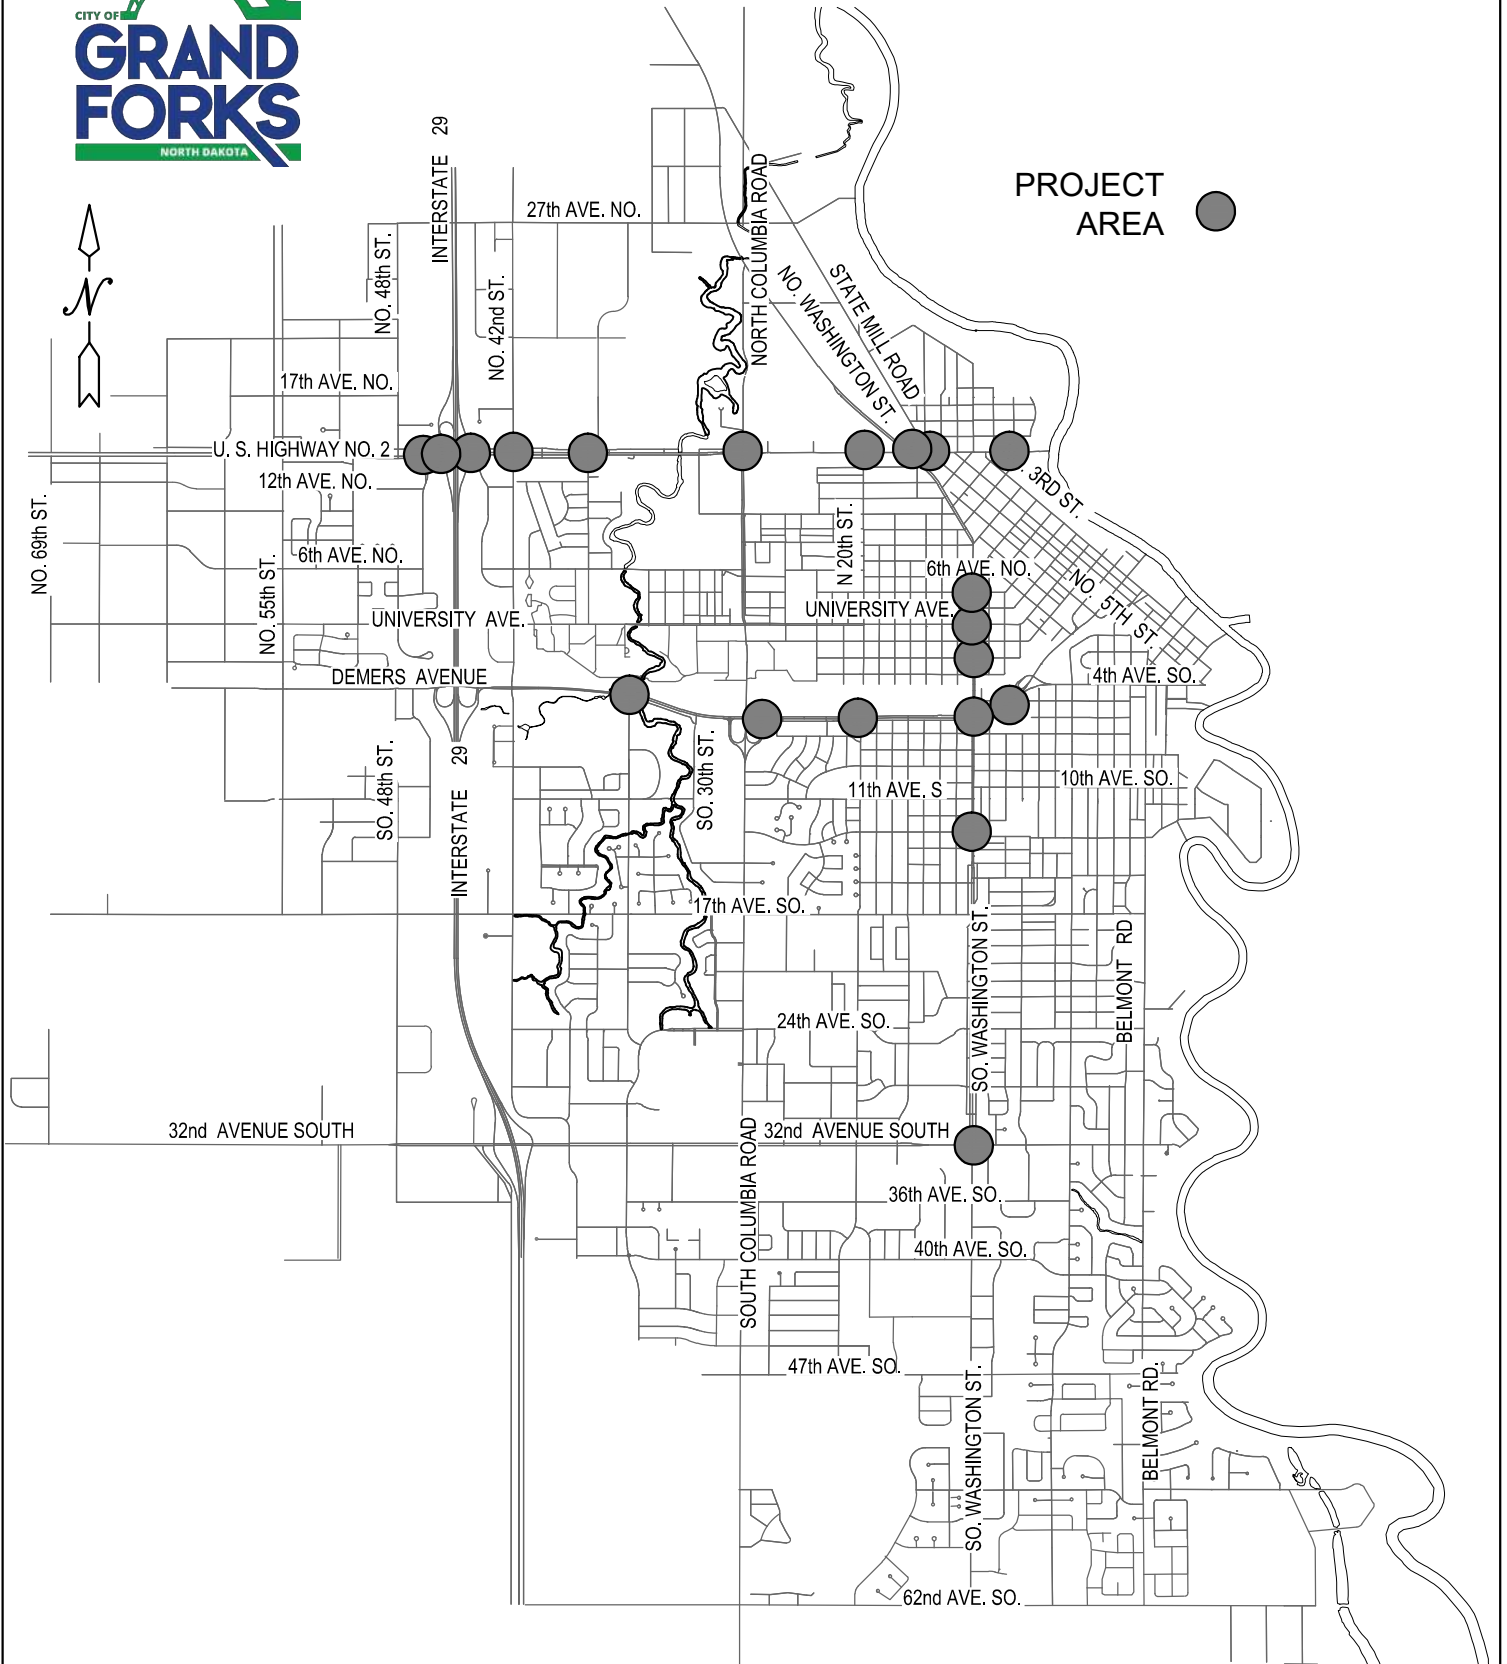 CITY OF
GRAND
FORKS
NORTH DAKOTA
PROJECT
AREA
N
INTERSTATE 29
NORTH COLUMBIA ROAD
27th AVE. NO.
NO. 48th ST.
NO. 42nd ST.
STATE MILL ROAD
NO. WASHINGTON ST.
17th AVE. NO.
U. S. HIGHWAY NO. 2
12th AVE. NO.
3RD ST.
NO. 69th ST.
N 20th ST.
6th AVE. NO.
6th AVE. NO.
NO. 55th ST.
NO. 5TH ST.
UNIVERSITY AVE.
UNIVERSITY AVE.
DEMERS AVENUE
4th AVE. SO.
SO. 48th ST.
INTERSTATE 29
SO. 30th ST.
11th AVE. S
10th AVE. SO.
17th AVE. SO.
SO. WASHINGTON ST.
BELMONT RD
24th AVE. SO.
32nd AVENUE SOUTH
32nd AVENUE SOUTH
SOUTH COLUMBIA ROAD
36th AVE. SO.
40th AVE. SO.
47th AVE. SO.
SO. WASHINGTON ST.
BELMONT RD.
62nd AVE. SO.